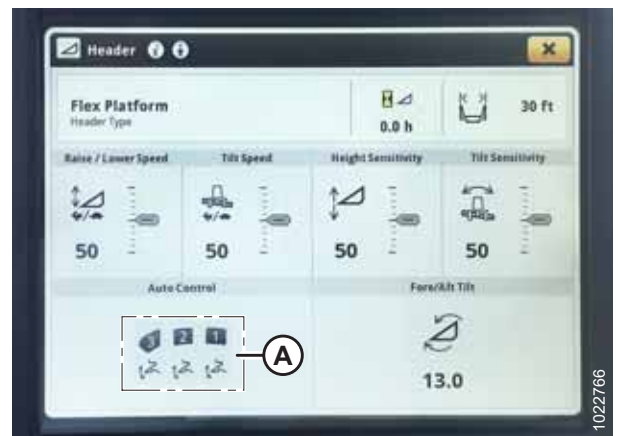 Header
Flex Platform
Header Type
0.0 h
30 ft
Raise / Lower Speed
Tilt Speed
Height Sensitivity
Tilt Sensitivity
50
50
50
50
Auto Control
Fore/Aft Tilt
3 2 1
A
13.0
1022766